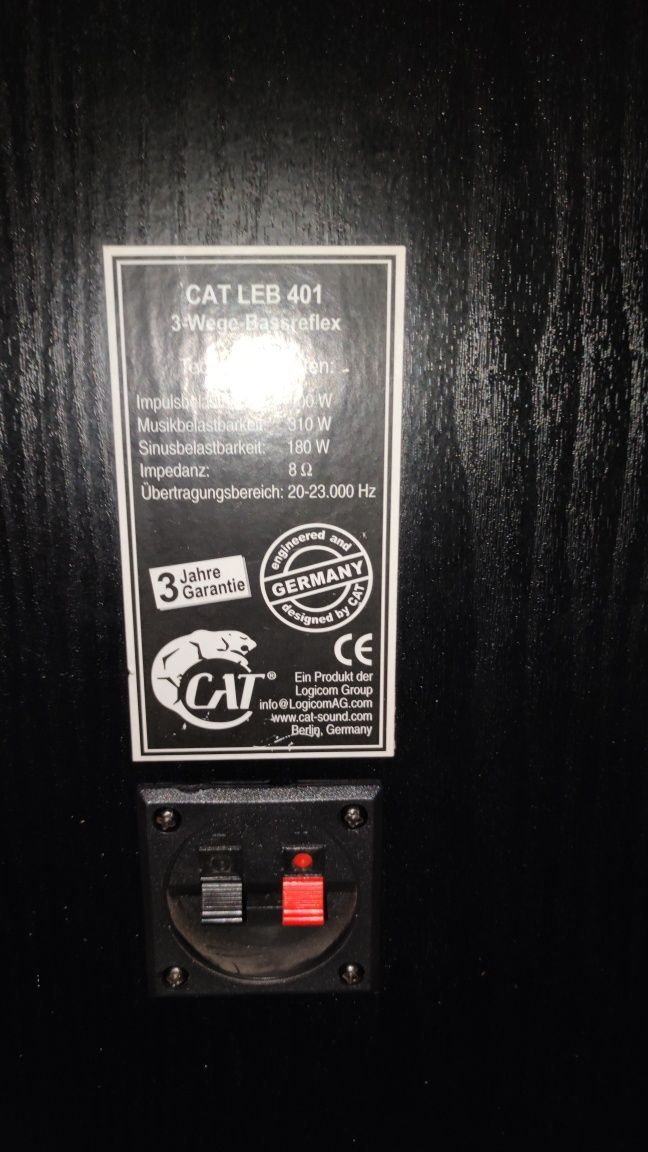 CAT LEB 401
3-Wege-Bassreflex
Impulsbelast
Musikbelastbarkeit: 310 W
Sinusbelastbarkeit: 180 W
Impedanz: 8 Ω
Übertragungsbereich: 20-23.000 Hz
3 Jahre
Garantie
engineered and
GERMANY
designed by CAT
CE
CAT®
Ein Produkt der
Logicom Group
info@LogicomAG.com
www.cat-sound.com
Berlin, Germany